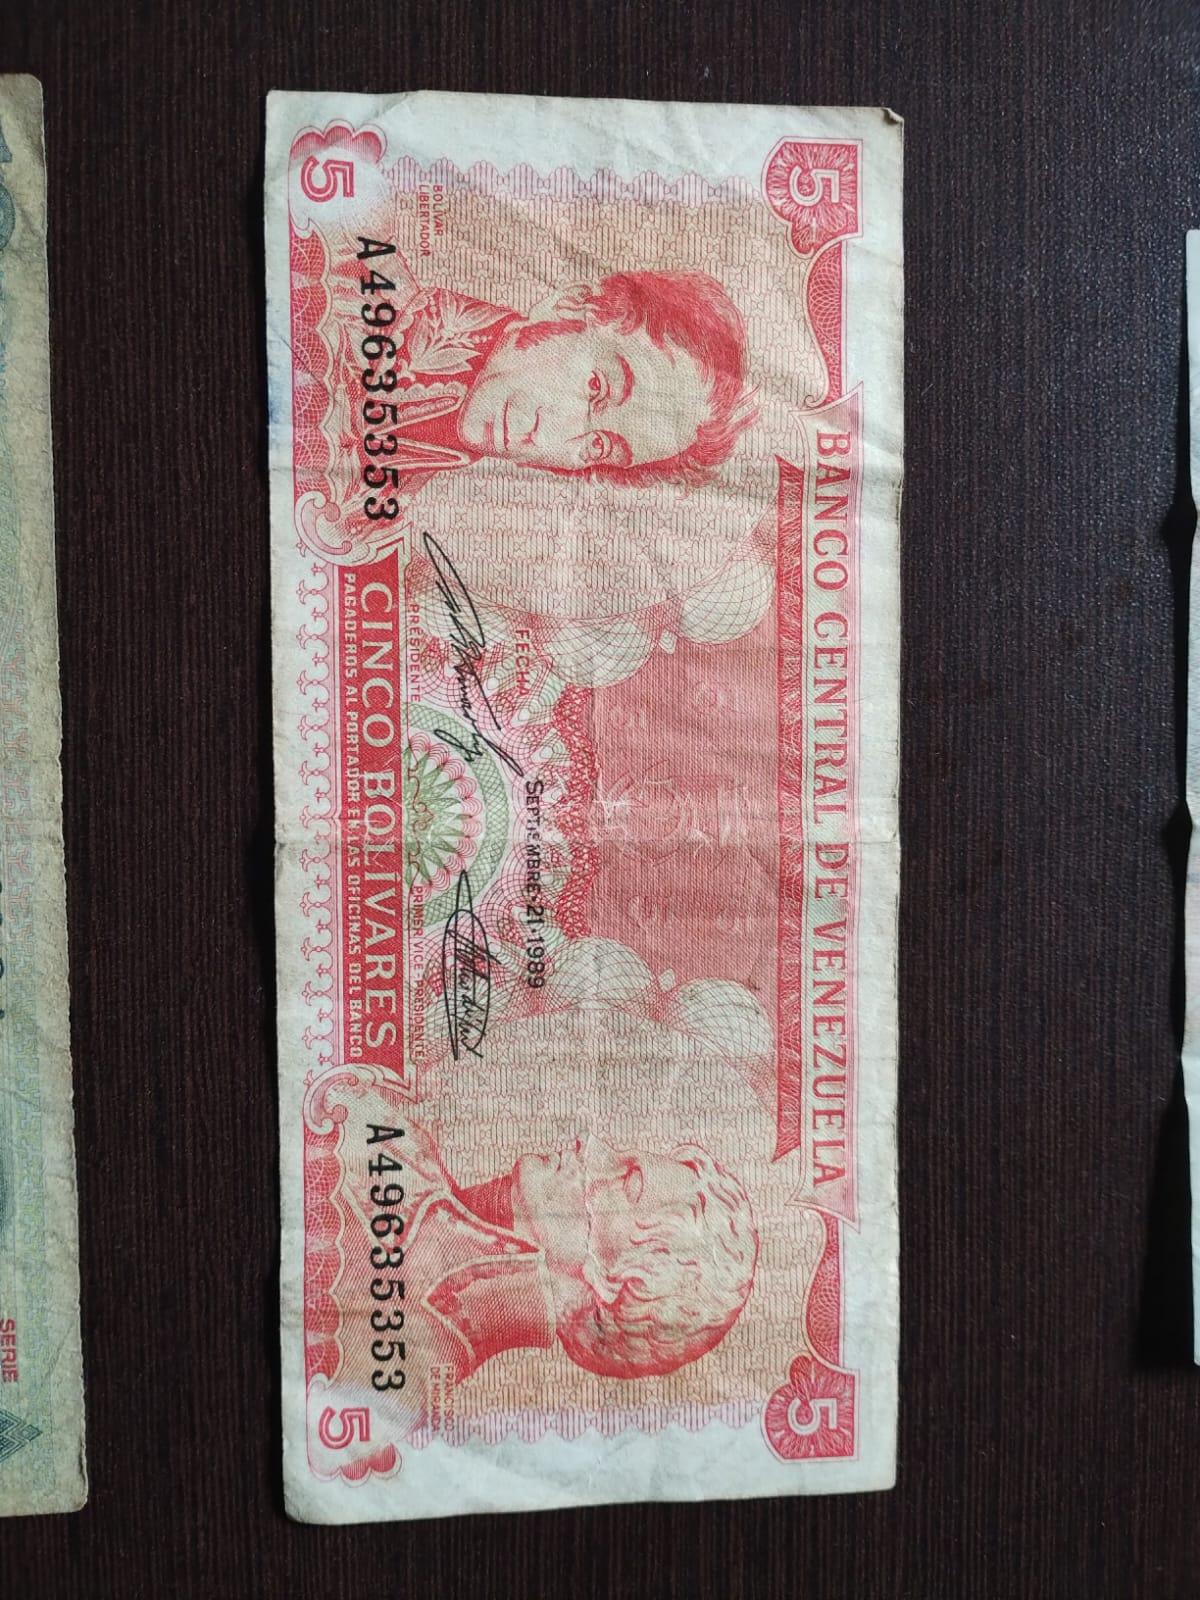 5
5
BANCO CENTRAL DE VENEZUELA
SEPTIEMBRE·21·1989
FECHA
BOLIVAR
LIBERTADOR
FRANCISCO
DE MIRANDA
PRESIDENTE
PRIMER VICE-PRESIDENTE
A49635353
A49635353
CINCO BOLÍVARES
PAGADEROS AL PORTADOR EN LAS OFICINAS DEL BANCO
5
5
SERIE